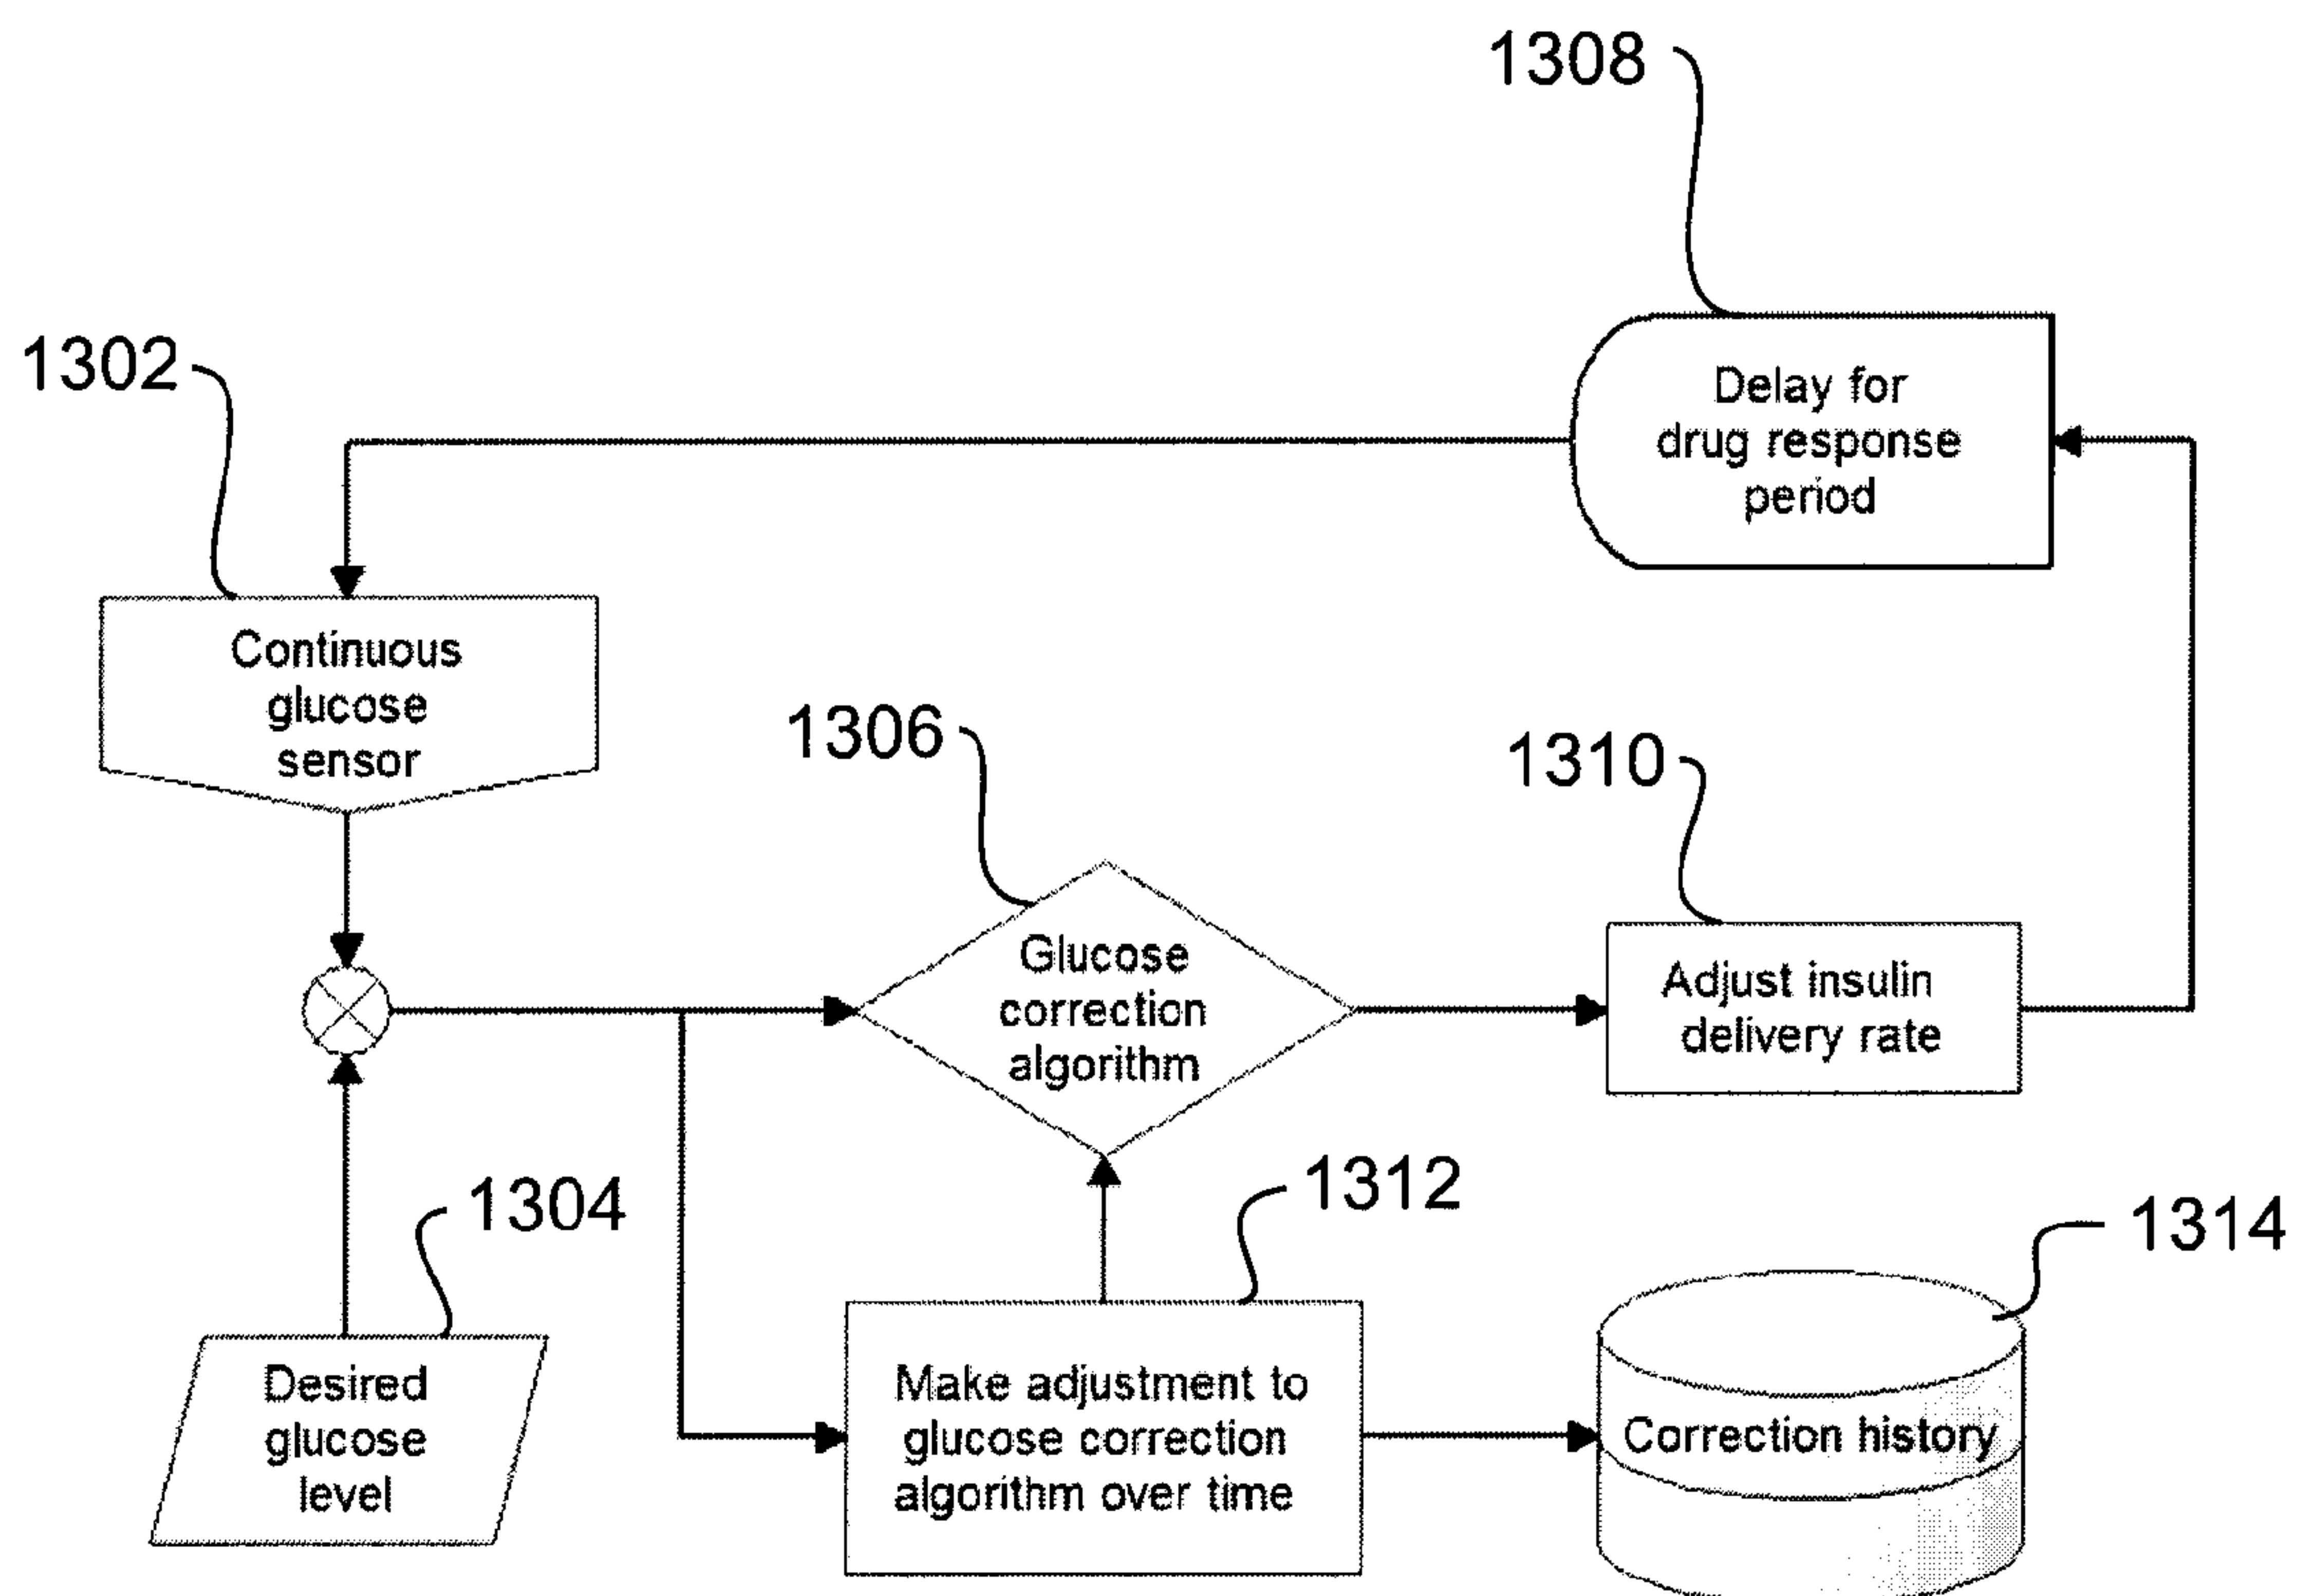 1308
Delay for
drug response
period
1302
Continuous
glucose
sensor
1306
Glucose
correction
algorithm
1310
Adjust insulin
delivery rate
1304
Desired
glucose
level
1312
Make adjustment to
glucose correction
algorithm over time
1314
Correction history